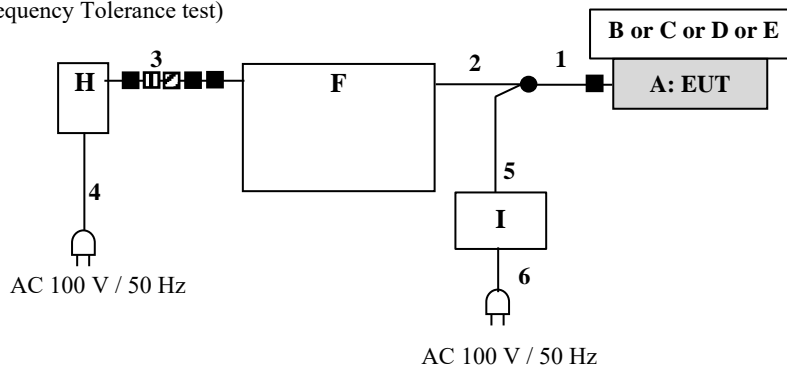 equency Tolerance test)
B or C or D or E
3
2
1
H
F
A: EUT
5
4
I
6
AC 100 V / 50 Hz
AC 100 V / 50 Hz